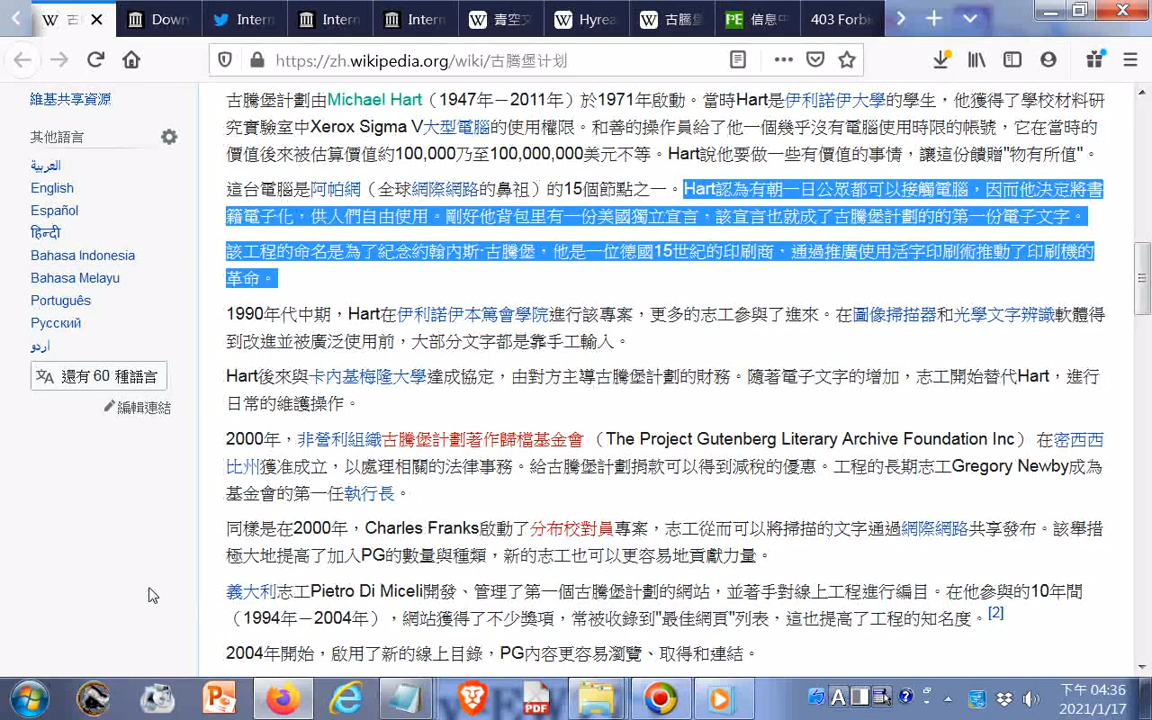 古
Down
Intern
Intern
Intern
青空文
Hyrea
古騰堡
PE 信息中
403 Forbi
https://zh.wikipedia.org/wiki/古騰堡計划
維基共享資源
其他語言
العربية
English
Español
हिन्दी
Bahasa Indonesia
Bahasa Melayu
Português
Русский
اردو
還有 60 種語言
編輯連結
古騰堡計劃由Michael Hart（1947年－2011年）於1971年啟動。當時Hart是伊利諾伊大學的學生，他獲得了學校材料研
究實驗室中Xerox Sigma V大型電腦的使用權限。和善的操作員給了他一個幾乎沒有電腦使用時限的帳號，它在當時的
價值後來被估算價值約100,000乃至100,000,000美元不等。Hart說他要做一些有價值的事情，讓這份饋贈"物有所值"。
這台電腦是阿帕網（全球網際網路的鼻祖）的15個節點之一。Hart認為有朝一日公眾都可以接觸電腦，因而他決定將書
籍電子化，供人們自由使用。剛好他背包里有一份美國獨立宣言，該宣言也就成了古騰堡計劃的的第一份電子文字。
該工程的命名是為了紀念約翰內斯·古騰堡，他是一位德國15世紀的印刷商，通過推廣使用活字印刷術推動了印刷機的
革命。
1990年代中期，Hart在伊利諾伊本篤會學院進行該專案，更多的志工參與了進來。在圖像掃描器和光學文字辨識軟體得
到改進並被廣泛使用前，大部分文字都是靠手工輸入。
Hart後來與卡內基梅隆大學達成協定，由對方主導古騰堡計劃的財務。隨著電子文字的增加，志工開始替代Hart，進行
日常的維護操作。
2000年，非營利組織古騰堡計劃著作歸檔基金會（The Project Gutenberg Literary Archive Foundation Inc）在密西西
比州獲准成立，以處理相關的法律事務。給古騰堡計劃捐款可以得到減稅的優惠。工程的長期志工Gregory Newby成為
基金會的第一任執行長。
同樣是在2000年，Charles Franks啟動了分布校對員專案，志工從而可以將掃描的文字通過網際網路共享發布。該舉措
極大地提高了加入PG的數量與種類，新的志工也可以更容易地貢獻力量。
義大利志工Pietro Di Miceli開發、管理了第一個古騰堡計劃的網站，並著手對線上工程進行編目。在他參與的10年間
（1994年－2004年），網站獲得了不少獎項，常被收錄到"最佳網頁"列表，這也提高了工程的知名度。[2]
2004年開始，啟用了新的線上目錄，PG內容更容易瀏覽、取得和連結。
PDF
A
下午 04:36
2021/1/17